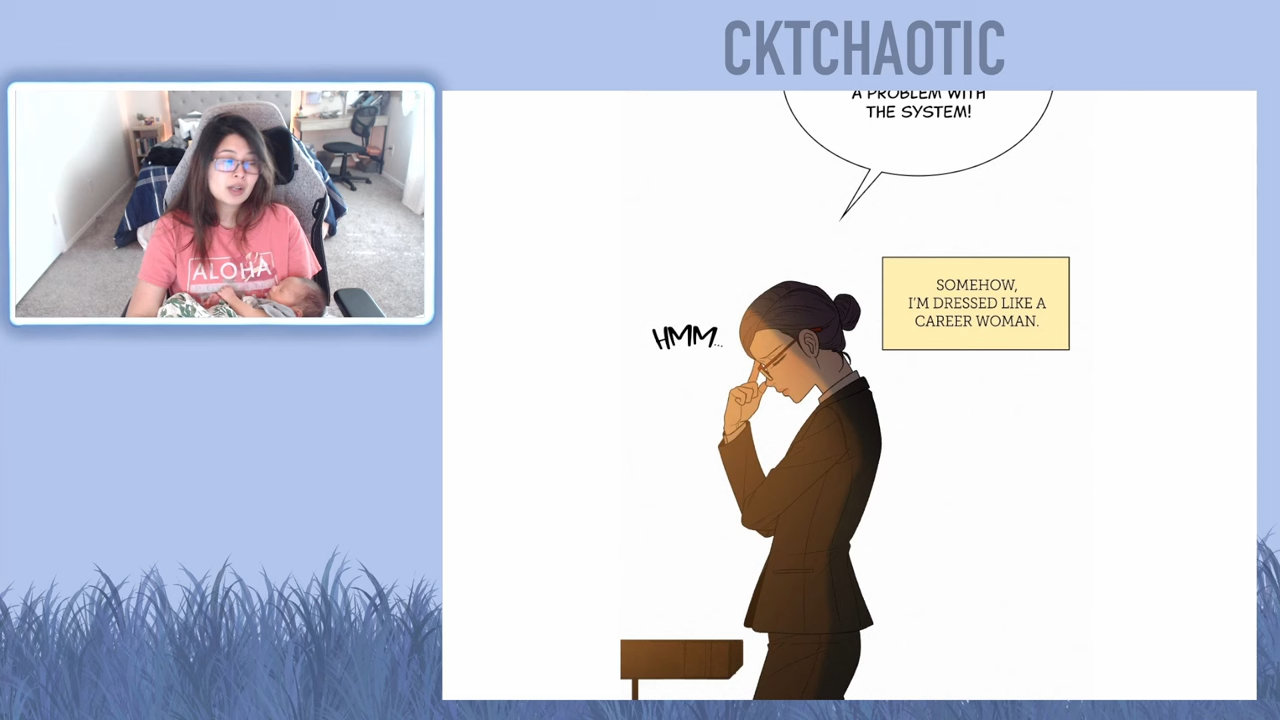 CKTCHAOTIC
A PROBLEM WITH
THE SYSTEM!
SOMEHOW,
I'M DRESSED LIKE A
CAREER WOMAN.
HMM...
ALOHA